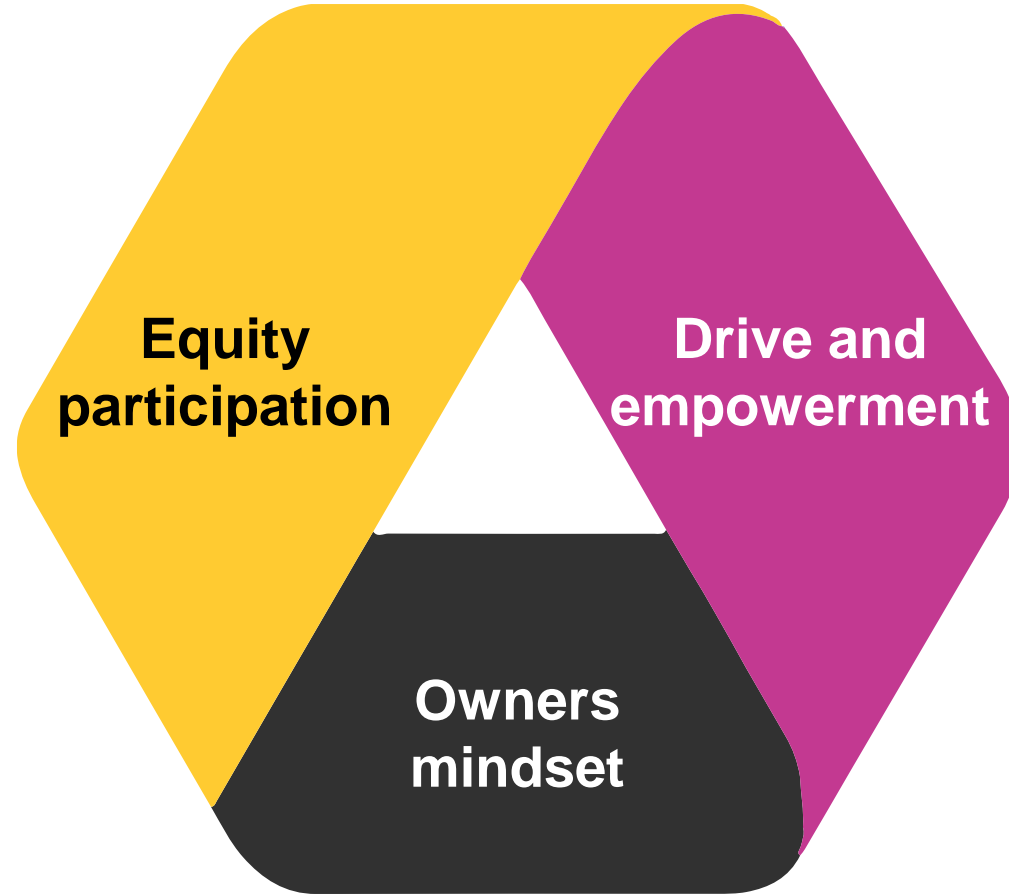 Equity
participation
Drive and
empowerment
Owners
mindset